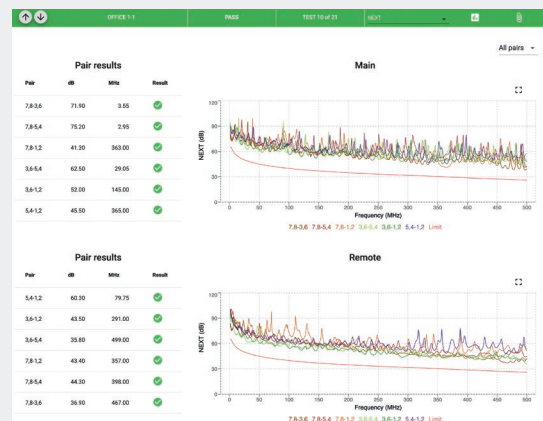 OFFICE 1-1 PASS TEST 10 of 21 NEXT
All pairs
Pair results
Pair dB MHz Result
7,8-3,6 71.90 3.55
7,8-5,4 75.20 2.95
7,8-1,2 41.30 363.00
3,6-5,4 62.50 29.05
3,6-1,2 52.00 145.00
5,4-1,2 45.50 365.00
Main
NEXT (dB)
120
90
60
30
0
0 50 100 150 200 250 300 350 400 450 500
Frequency (MHz)
7,8-3,6 7,8-5,4 7,8-1,2 3,6-5,4 3,6-1,2 5,4-1,2 Limit
Pair results
Pair dB MHz Result
5,4-1,2 60.30 79.75
3,6-1,2 43.50 291.00
3,6-5,4 35.80 499.00
7,8-1,2 43.40 357.00
7,8-5,4 44.30 398.00
7,8-3,6 36.90 467.00
Remote
NEXT (dB)
120
90
60
30
0
0 50 100 150 200 250 300 350 400 450 500
Frequency (MHz)
7,8-3,6 7,8-5,4 7,8-1,2 3,6-5,4 3,6-1,2 5,4-1,2 Limit